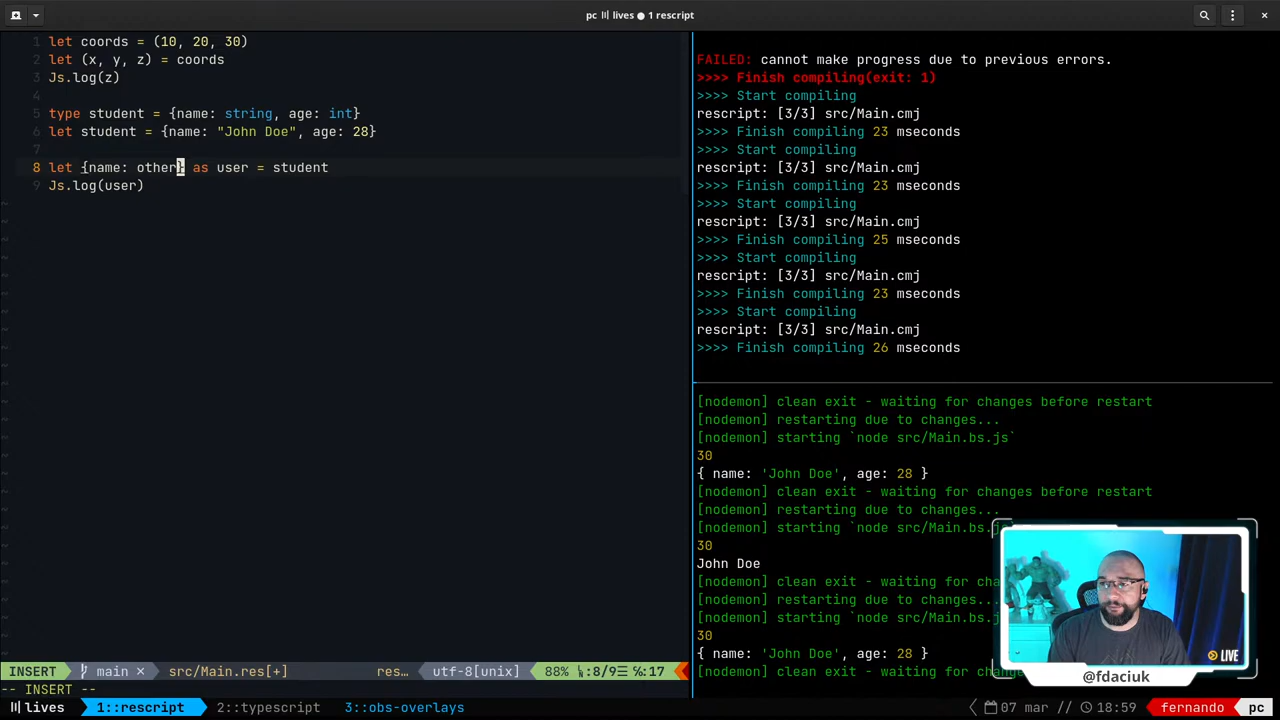 pc lives ● 1 rescript
1 let coords = (10, 20, 30)
2 let (x, y, z) = coords
3 Js.log(z)
4
5 type student = {name: string, age: int}
6 let student = {name: "John Doe", age: 28}
7
8 let {name: other} as user = student
9 Js.log(user)
FAILED: cannot make progress due to previous errors.
>>>> Finish compiling(exit: 1)
>>>> Start compiling
rescript: [3/3] src/Main.cmj
>>>> Finish compiling 23 mseconds
>>>> Start compiling
rescript: [3/3] src/Main.cmj
>>>> Finish compiling 23 mseconds
>>>> Start compiling
rescript: [3/3] src/Main.cmj
>>>> Finish compiling 25 mseconds
>>>> Start compiling
rescript: [3/3] src/Main.cmj
>>>> Finish compiling 23 mseconds
>>>> Start compiling
rescript: [3/3] src/Main.cmj
>>>> Finish compiling 26 mseconds
[nodemon] clean exit - waiting for changes before restart
[nodemon] restarting due to changes...
[nodemon] starting `node src/Main.bs.js`
30
{ name: 'John Doe', age: 28 }
[nodemon] clean exit - waiting for changes before restart
[nodemon] restarting due to changes...
[nodemon] starting `node src/Main.bs.js`
30
John Doe
[nodemon] clean exit - waiting for cha
[nodemon] restarting due to changes...
[nodemon] starting `node src/Main.bs.j
30
{ name: 'John Doe', age: 28 }
[nodemon] clean exit - waiting for chang
LIVE
@fdaciuk
INSERT main × src/Main.res[+] res… utf-8[unix] 88% :8/9☰ ℅:17
-- INSERT --
lives 1::rescript 2::typescript 3::obs-overlays 07 mar // 18:59 fernando pc